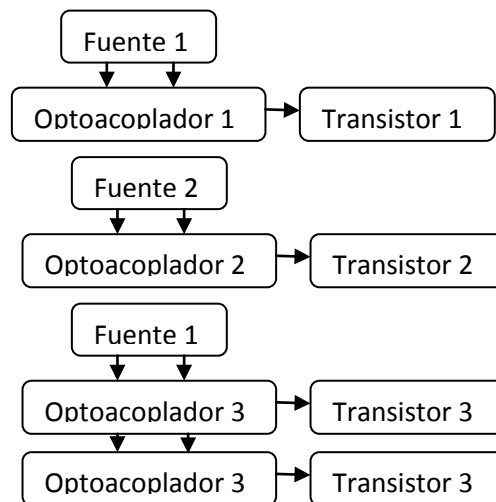 Fuente 1
Optoacoplador 1
Transistor 1
Fuente 2
Optoacoplador 2
Transistor 2
Fuente 1
Optoacoplador 3
Transistor 3
Optoacoplador 3
Transistor 3